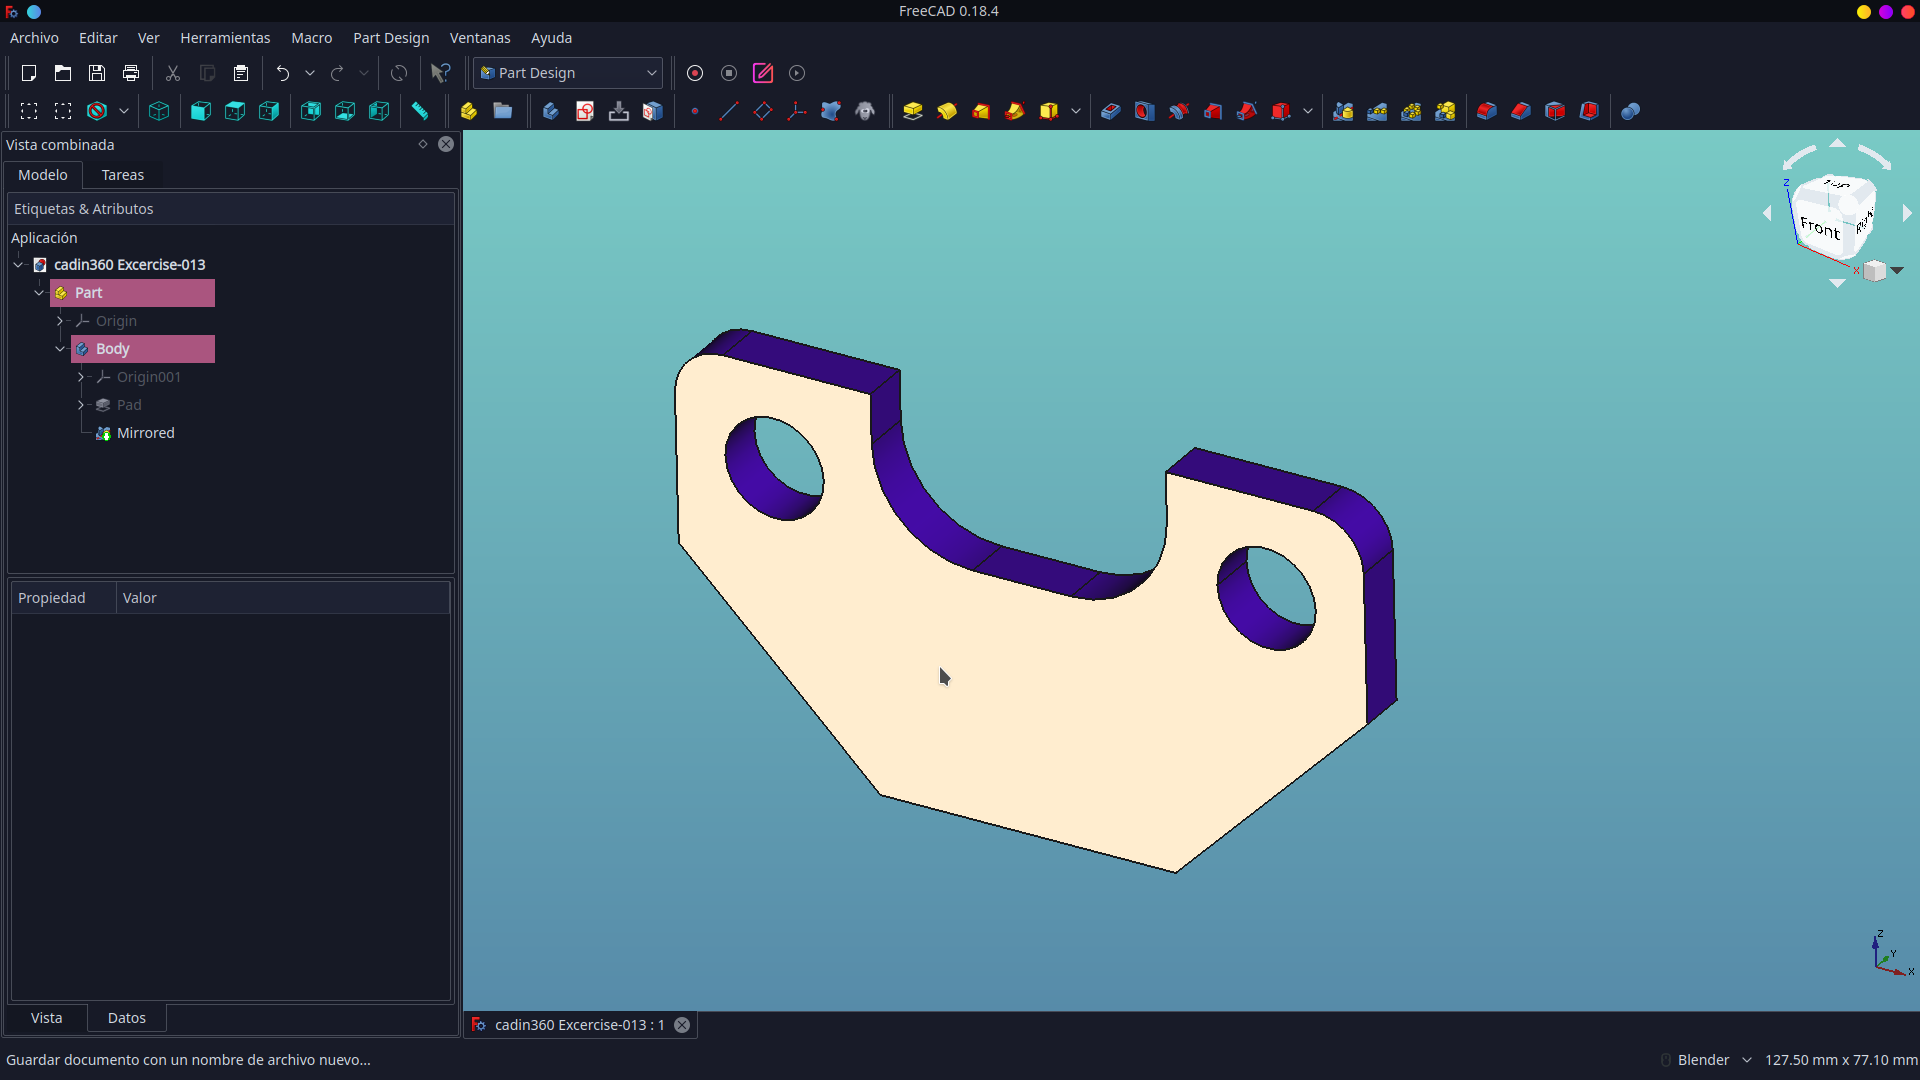 FreeCAD 0.18.4
Archivo Editar Ver Herramientas Macro Part Design Ventanas Ayuda
Part Design
Vista combinada
Modelo Tareas
Etiquetas & Atributos
Aplicación
cadin360 Excercise-013
Part
Origin
Body
Origin001
Pad
Mirrored
Propiedad Valor
Vista Datos
TOP
Z
Front
Right
X
Z
Y
X
cadin360 Excercise-013 : 1
Guardar documento con un nombre de archivo nuevo...
Blender 127.50 mm x 77.10 mm